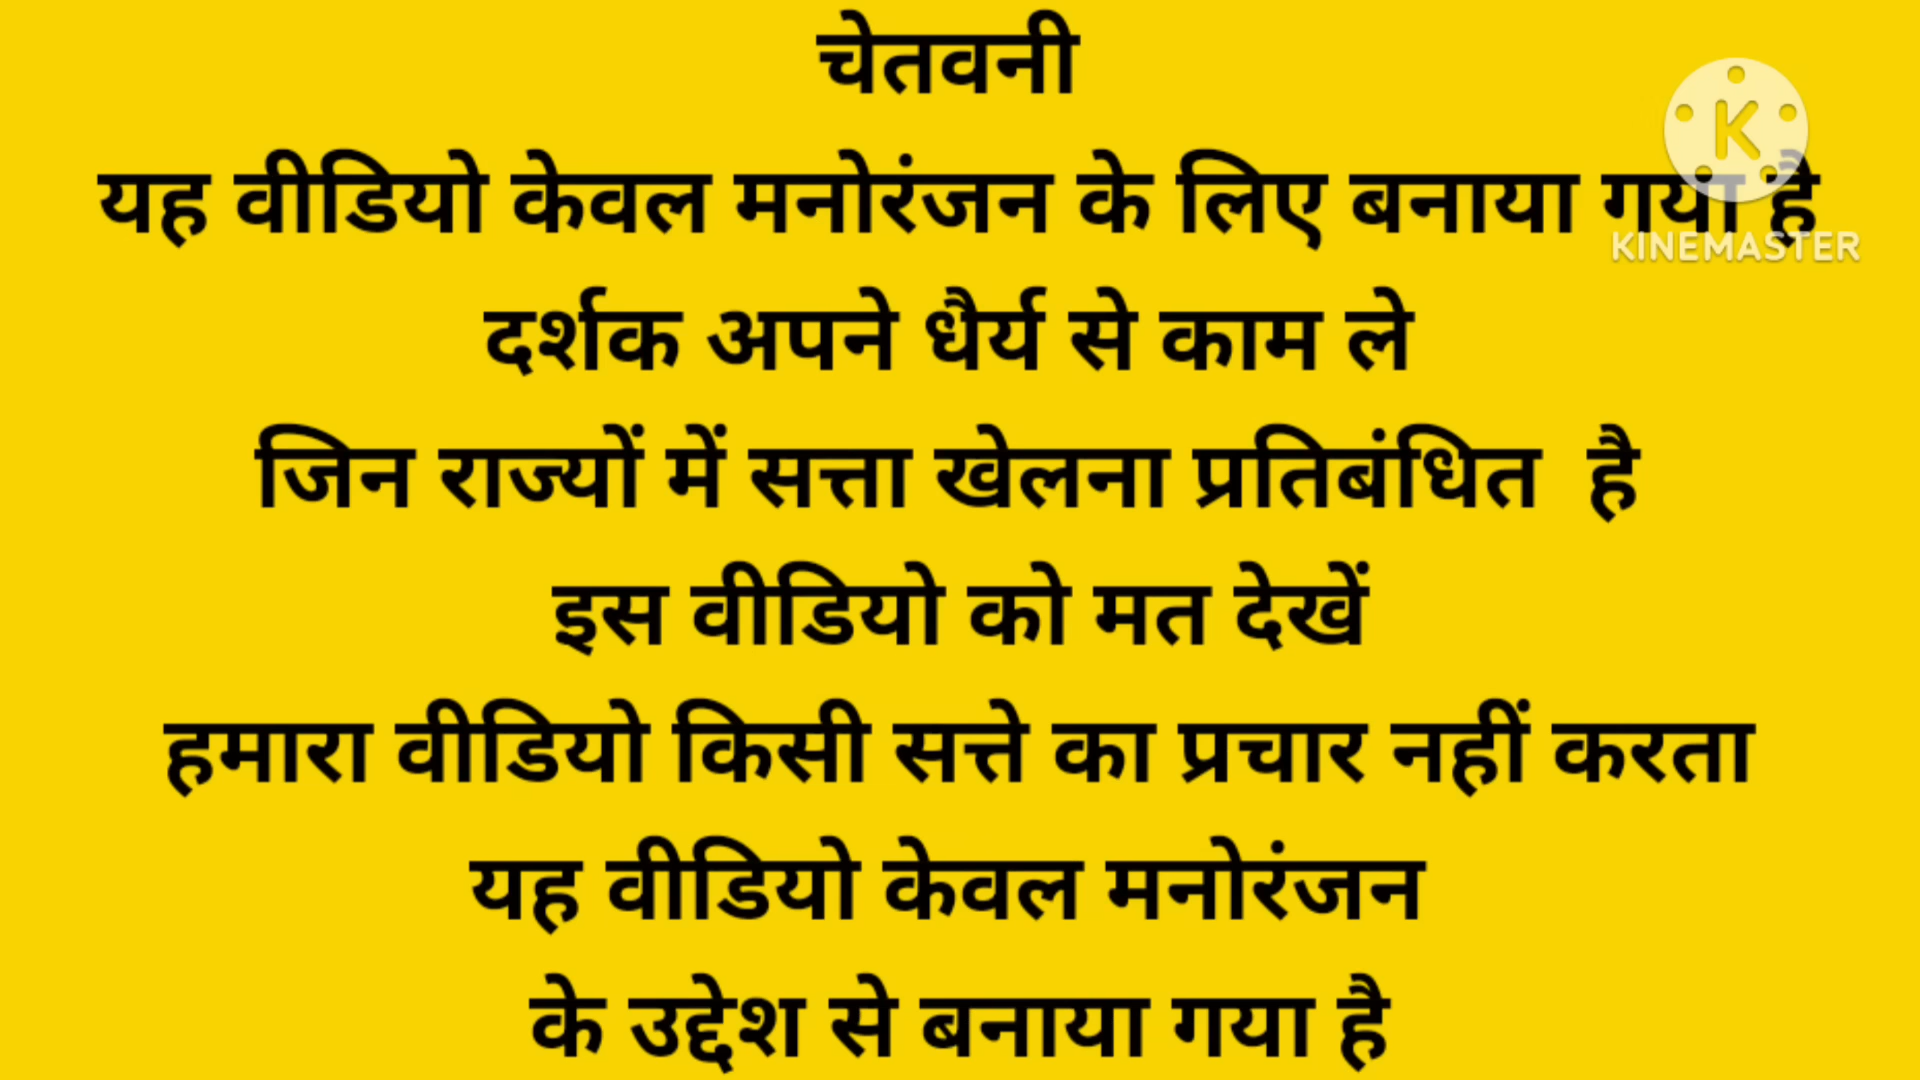 चेतवनी
यह वीडियो केवल मनोरंजन के लिए बनाया गया है
KINEMASTER
दर्शक अपने धैर्य से काम ले
जिन राज्यों में सत्ता खेलना प्रतिबंधित है
इस वीडियो को मत देखें
हमारा वीडियो किसी सत्ते का प्रचार नहीं करता
यह वीडियो केवल मनोरंजन
के उद्देश से बनाया गया है